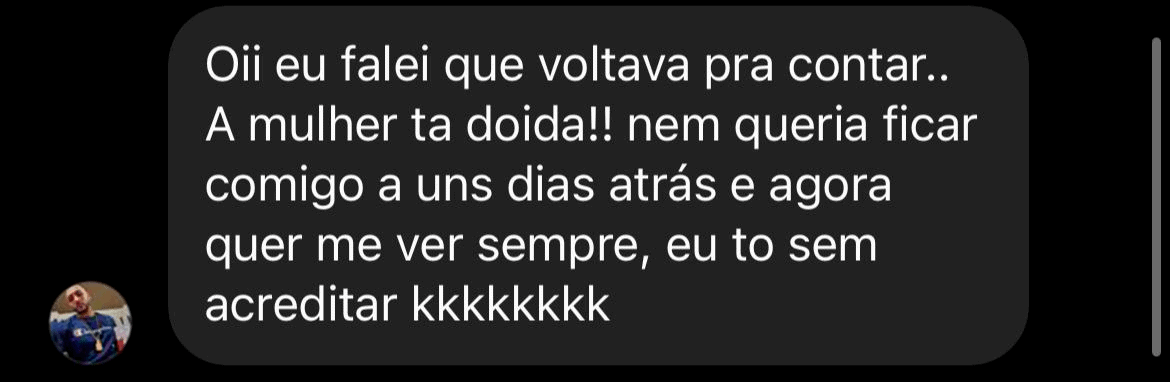 Oii eu falei que voltava pra contar..
A mulher ta doida!! nem queria ficar
comigo a uns dias atrás e agora
quer me ver sempre, eu to sem
acreditar kkkkkkkk